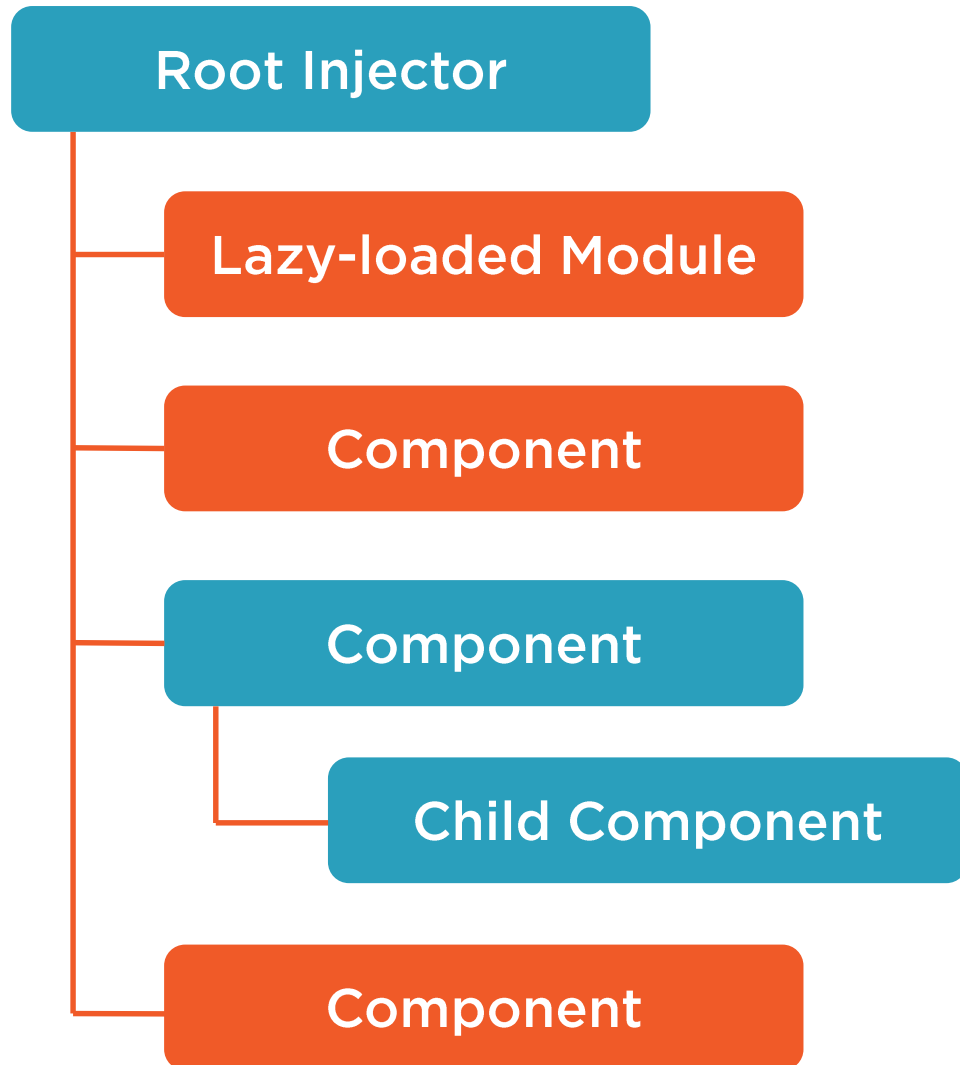 Root Injector
Lazy-loaded Module
Component
Component
Child Component
Component